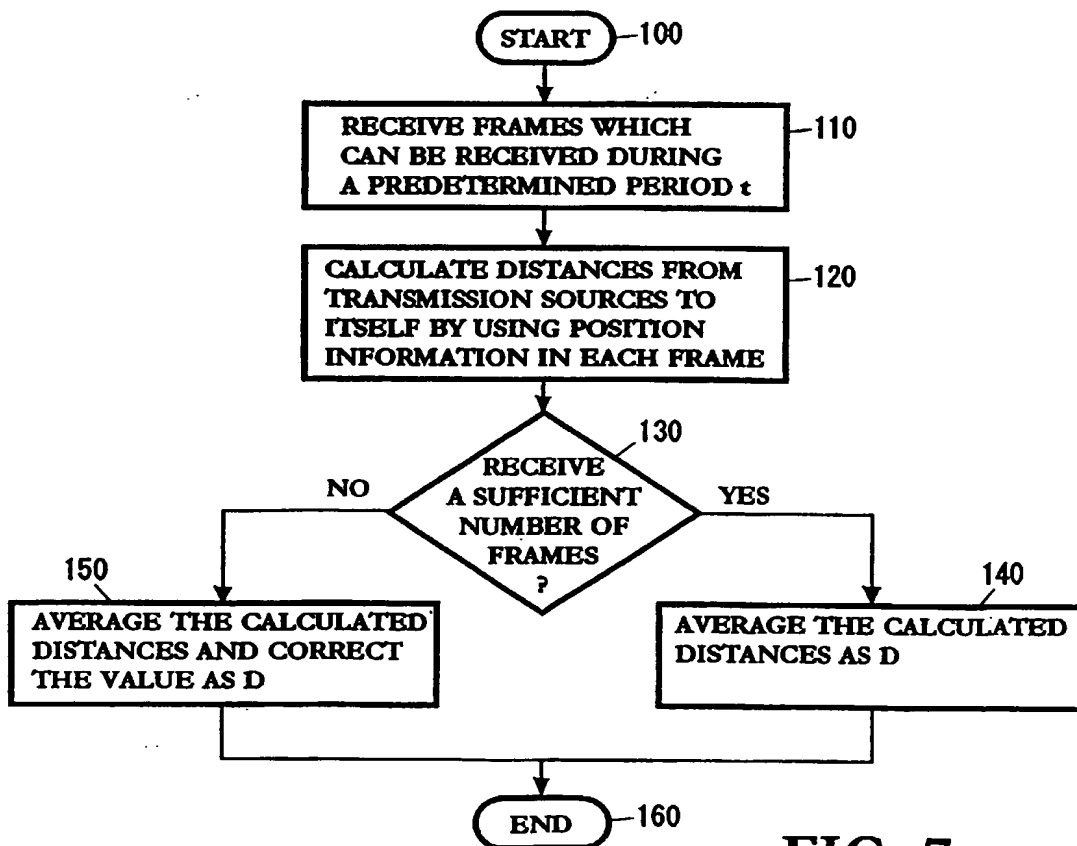 START
100
RECEIVE FRAMES WHICH
CAN BE RECEIVED DURING
A PREDETERMINED PERIOD t
110
CALCULATE DISTANCES FROM
TRANSMISSION SOURCES TO
ITSELF BY USING POSITION
INFORMATION IN EACH FRAME
120
130
RECEIVE
A SUFFICIENT
NUMBER OF
FRAMES
?
NO
YES
150
AVERAGE THE CALCULATED
DISTANCES AND CORRECT
THE VALUE AS D
140
AVERAGE THE CALCULATED
DISTANCES AS D
END
160
FIG. 7